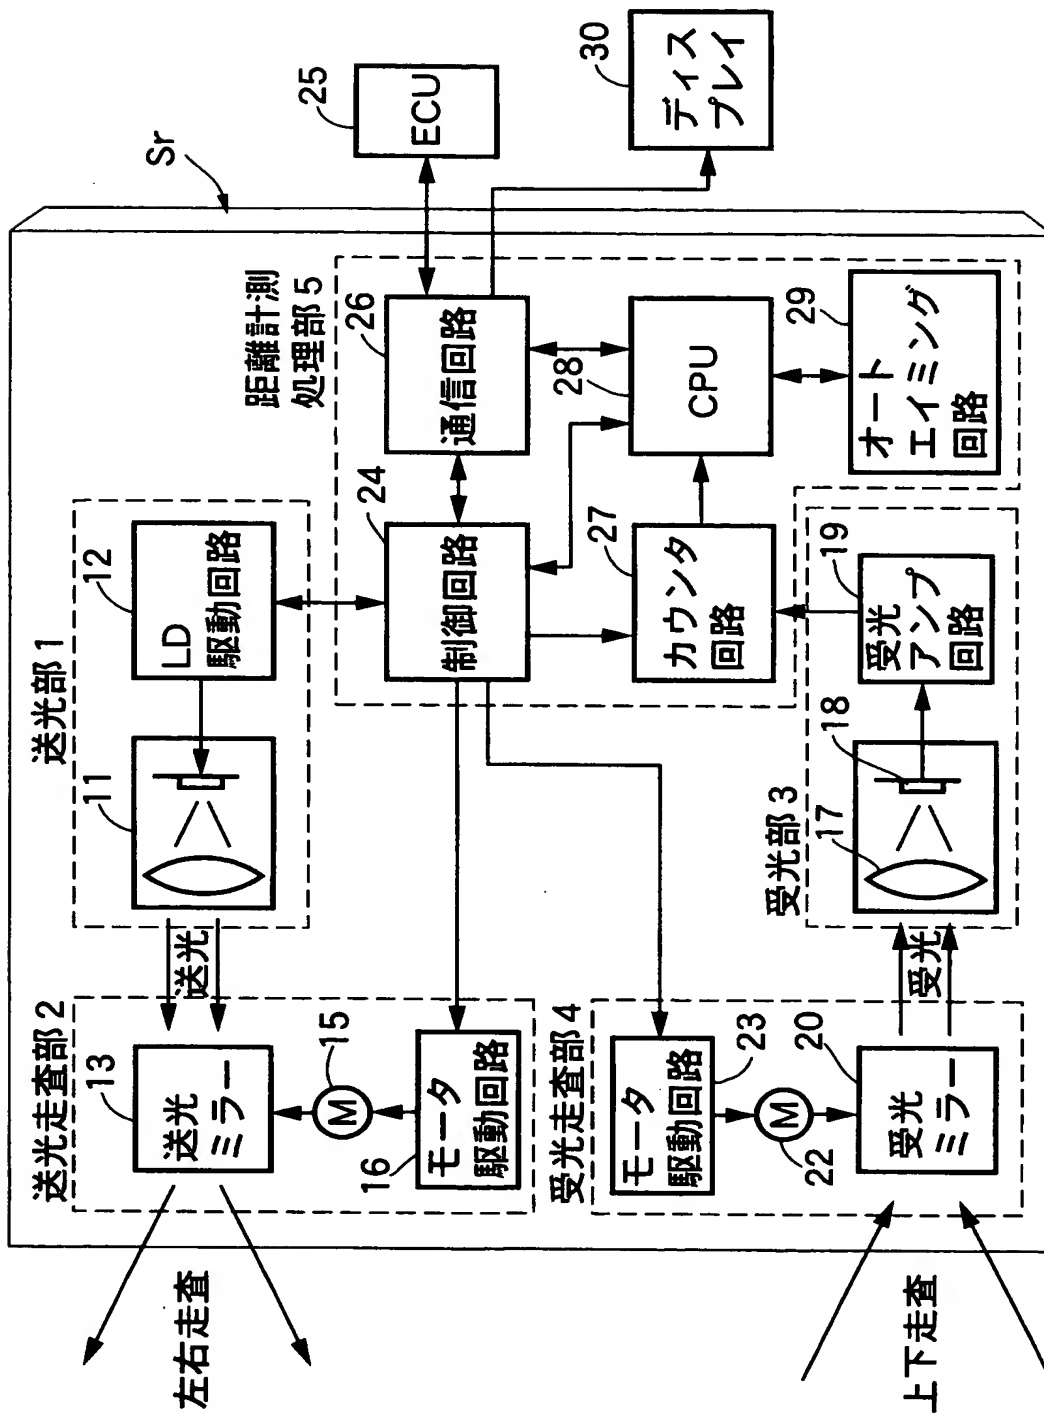 Sr
送光部 1
11
12
LD
駆動回路
送光走査部 2
送光
13
送光
ミラー
15
M
16
モータ
駆動回路
左右走査
距離計測
処理部 5
24
制御回路
26
通信回路
25
ECU
27
カウンタ
回路
28
CPU
29
オート
エイミング
回路
30
ディス
プレイ
受光走査部 4
モータ
駆動回路
23
M
22
20
受光
ミラー
上下走査
受光
受光部 3
17
18
19
受光
アンプ
回路